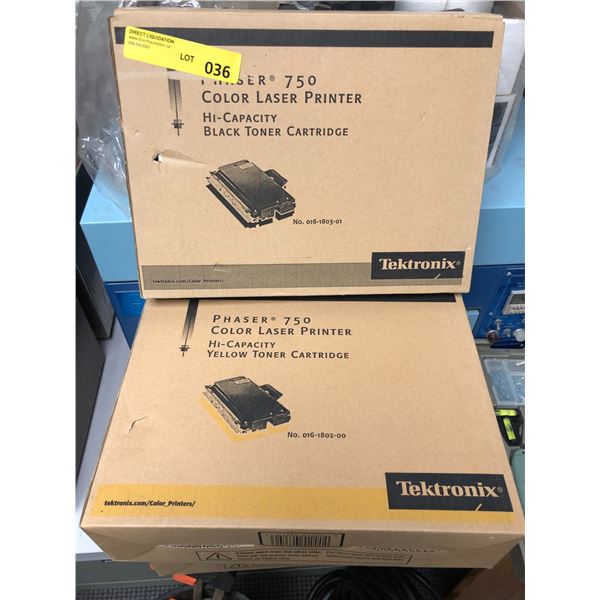 DIRECT LIQUIDATION
LOT 036
PHASER® 750
COLOR LASER PRINTER
HI-CAPACITY
BLACK TONER CARTRIDGE
No. 016-1803-01
tektronix.com/Color_Printers/
Tektronix®
PHASER® 750
COLOR LASER PRINTER
HI-CAPACITY
YELLOW TONER CARTRIDGE
No. 016-1802-00
tektronix.com/Color_Printers/
Tektronix®